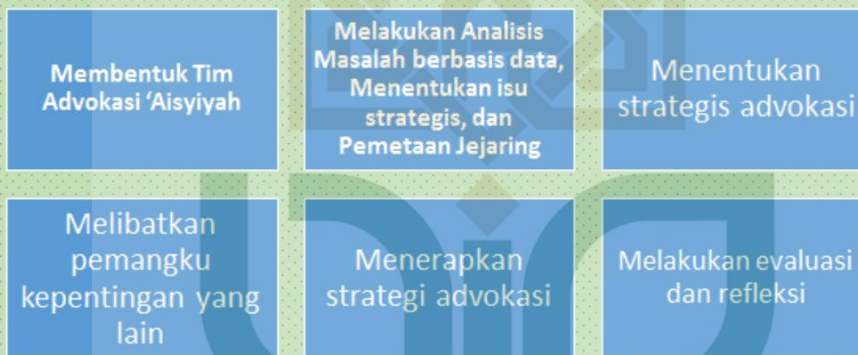 Membentuk Tim
Advokasi ‘Aisyiyah
Melakukan Analisis
Masalah berbasis data,
Menentukan isu
strategis, dan
Pemetaan Jejaring
Menentukan
strategis advokasi
Melibatkan
pemangku
kepentingan yang
lain
Menerapkan
strategi advokasi
Melakukan evaluasi
dan refleksi